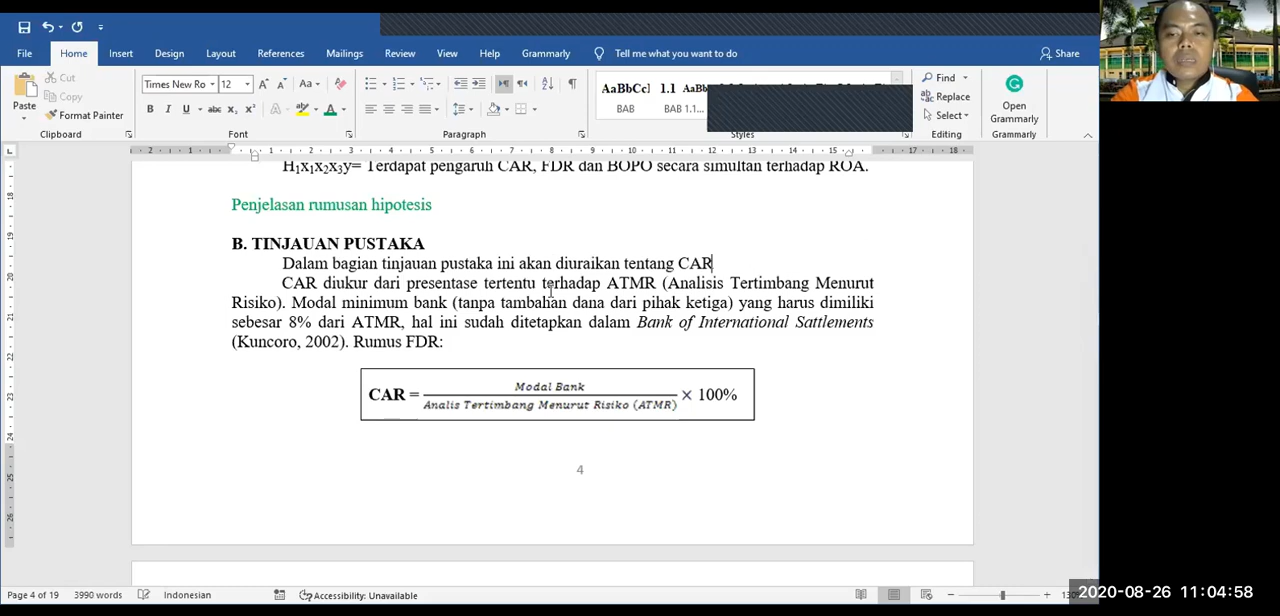 File Home Insert Design Layout References Mailings Review View Help Grammarly Tell me what you want to do Share
Paste Cut Copy Format Painter Clipboard
Times New Ro 12 Font
Paragraph
AaBbCc 1.1 AaBb
BAB BAB 1.1... Styles
Find Replace Select Editing
Open Grammarly Grammarly
H1x1x2x3y= Terdapat pengaruh CAR, FDR dan BOPO secara simultan terhadap ROA.
Penjelasan rumusan hipotesis
B. TINJAUAN PUSTAKA
Dalam bagian tinjauan pustaka ini akan diuraikan tentang CAR
CAR diukur dari presentase tertentu terhadap ATMR (Analisis Tertimbang Menurut
Risiko). Modal minimum bank (tanpa tambahan dana dari pihak ketiga) yang harus dimiliki
sebesar 8% dari ATMR, hal ini sudah ditetapkan dalam Bank of International Sattlements
(Kuncoro, 2002). Rumus FDR:
CAR = Modal Bank / Analis Tertimbang Menurut Risiko (ATMR) × 100%
4
Page 4 of 19 3990 words Indonesian Accessibility: Unavailable
2020-08-26 11:04:58